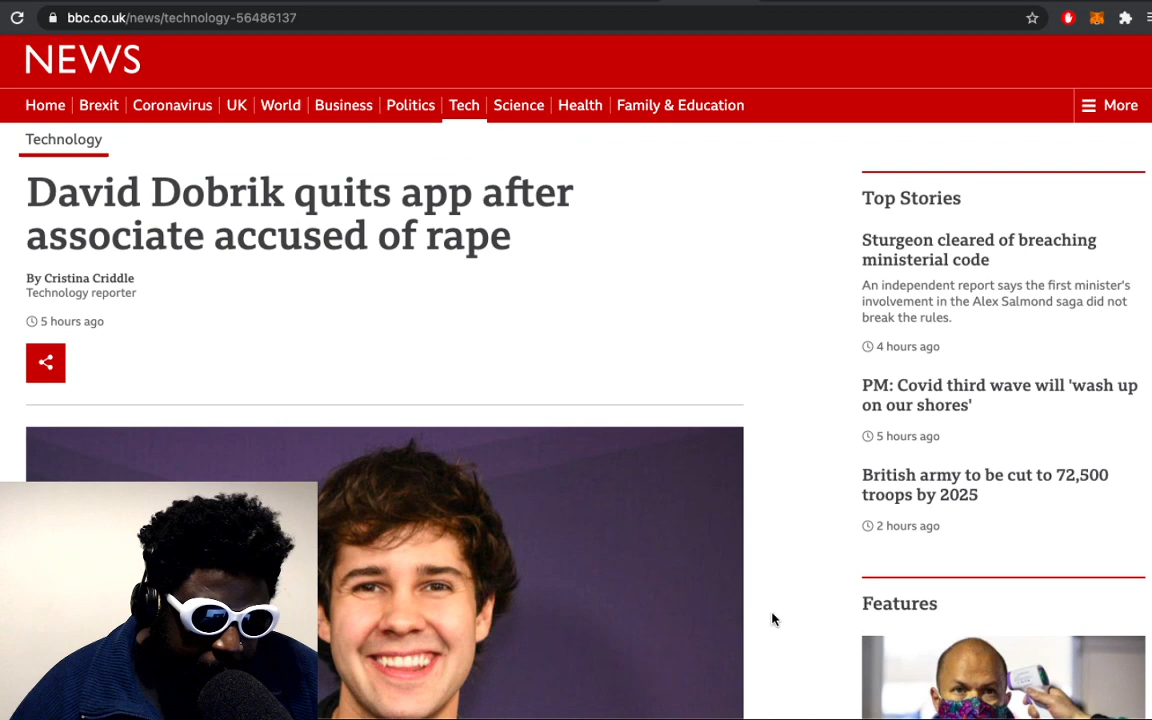 bbc.co.uk/news/technology-56486137
NEWS
Home Brexit Coronavirus UK World Business Politics Tech Science Health Family & Education More
Technology
David Dobrik quits app after
associate accused of rape
By Cristina Criddle
Technology reporter
5 hours ago
Top Stories
Sturgeon cleared of breaching
ministerial code
An independent report says the first minister's
involvement in the Alex Salmond saga did not
break the rules.
4 hours ago
PM: Covid third wave will 'wash up
on our shores'
5 hours ago
British army to be cut to 72,500
troops by 2025
2 hours ago
Features